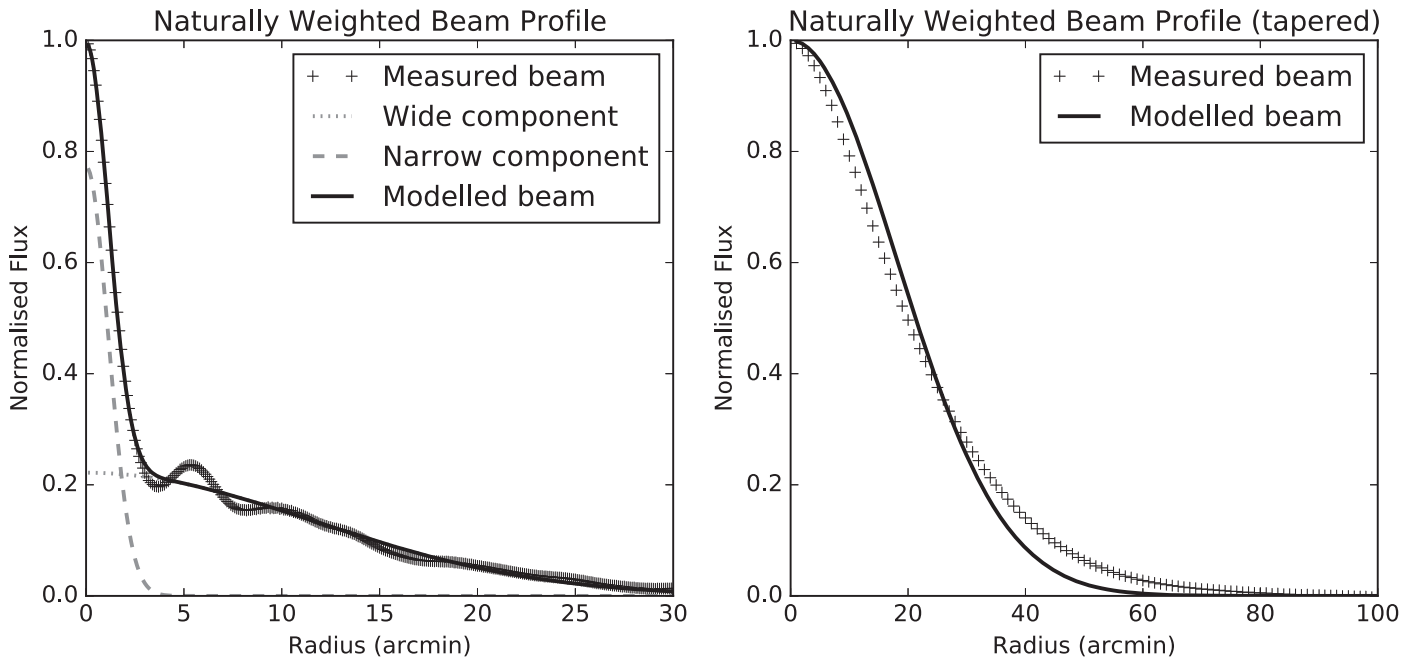 Naturally Weighted Beam Profile
1.0
0.8
0.6
0.4
0.2
0.0
Normalised Flux
Measured beam
Wide component
Narrow component
Modelled beam
0 5 10 15 20 25 30
Radius (arcmin)
Naturally Weighted Beam Profile (tapered)
1.0
0.8
0.6
0.4
0.2
0.0
Normalised Flux
Measured beam
Modelled beam
0 20 40 60 80 100
Radius (arcmin)